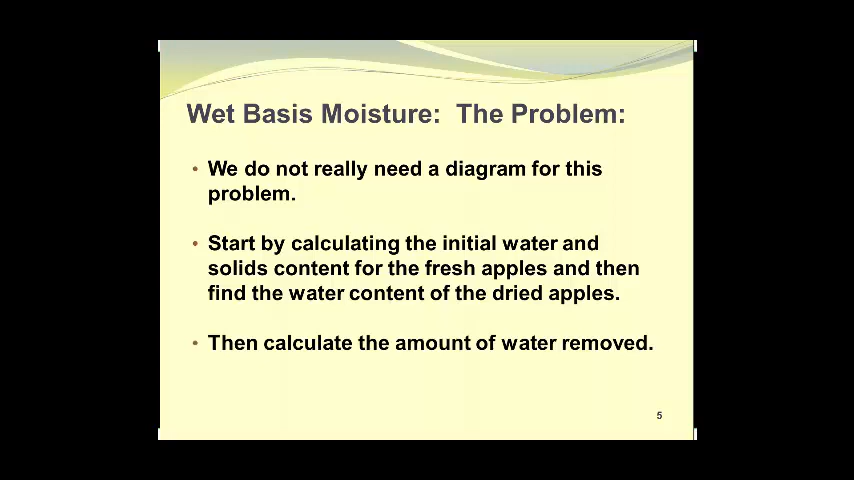 Wet Basis Moisture: The Problem:
• We do not really need a diagram for this
problem.
• Start by calculating the initial water and
solids content for the fresh apples and then
find the water content of the dried apples.
• Then calculate the amount of water removed.
5